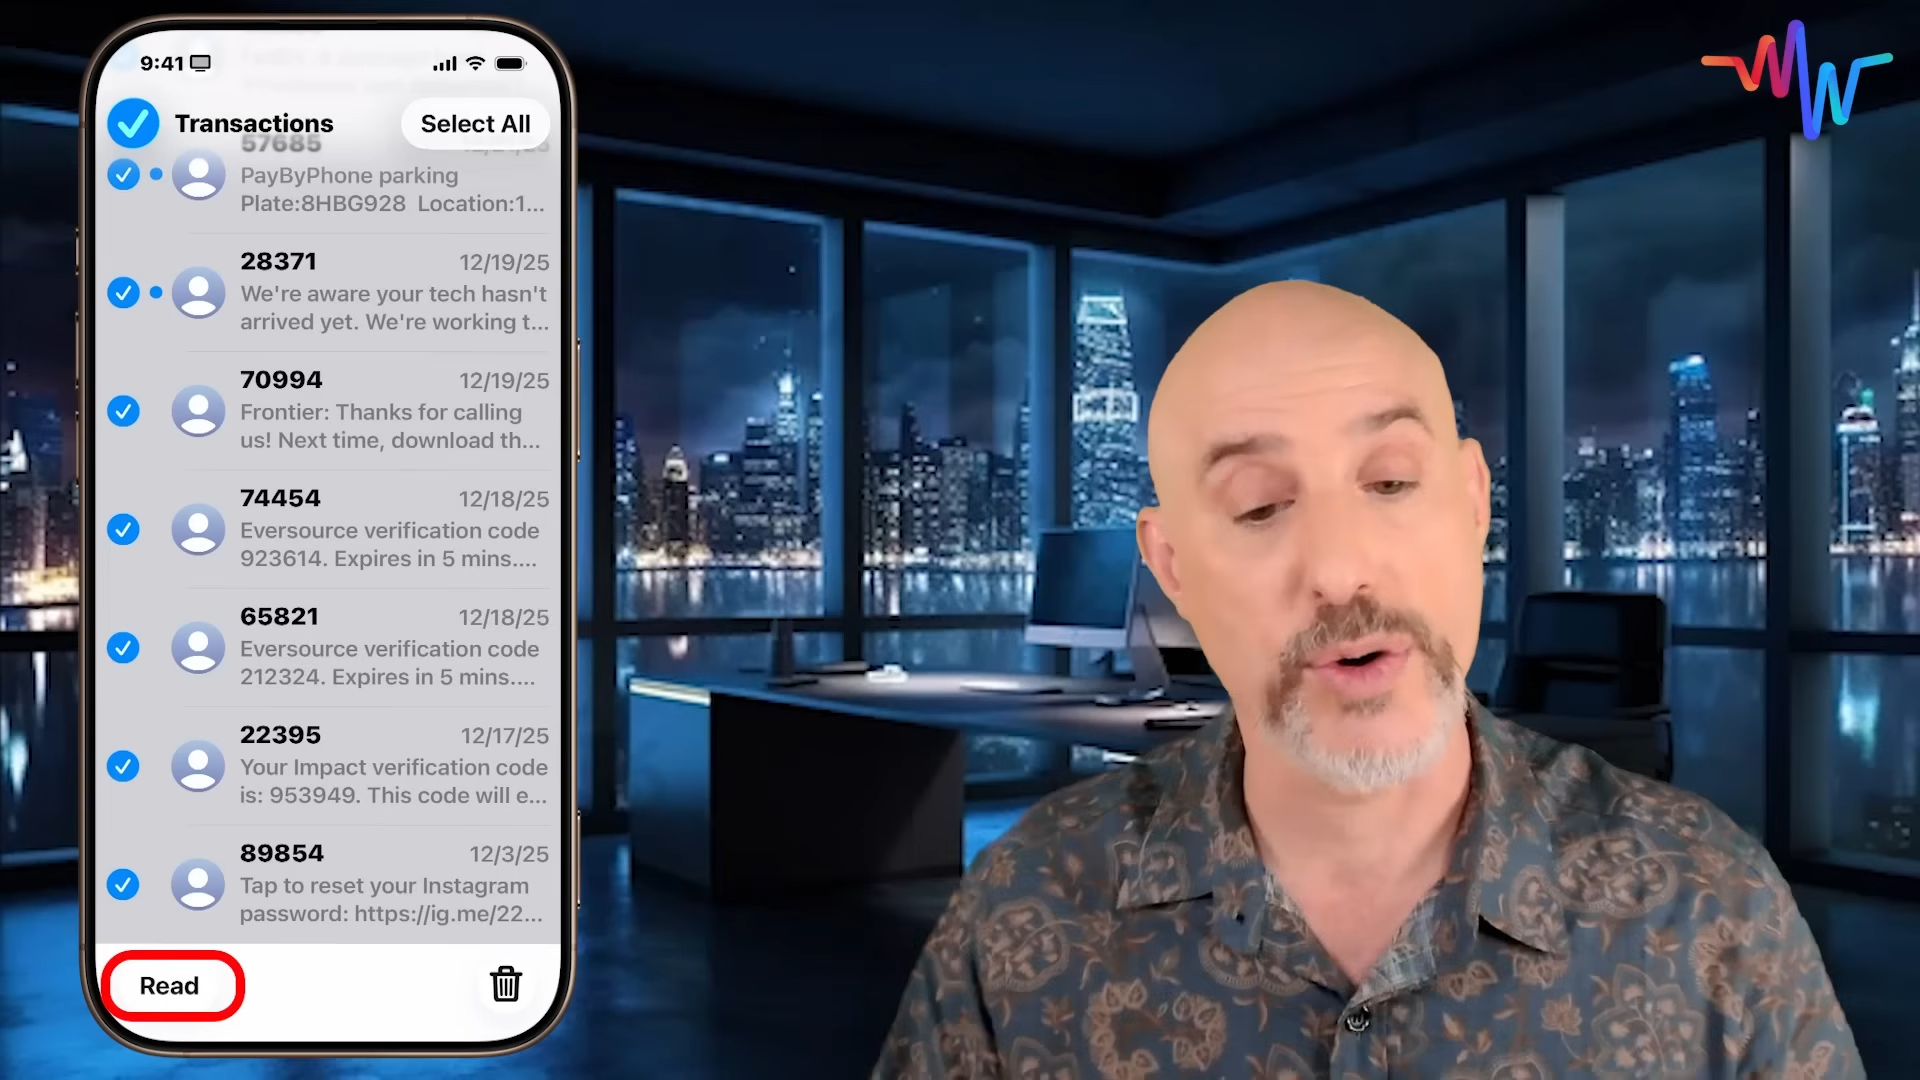 9:41
Transactions
Select All
57685
PayByPhone parking
Plate:8HBG928 Location:1...
28371 12/19/25
We're aware your tech hasn't
arrived yet. We're working t...
70994 12/19/25
Frontier: Thanks for calling
us! Next time, download th...
74454 12/18/25
Eversource verification code
923614. Expires in 5 mins....
65821 12/18/25
Eversource verification code
212324. Expires in 5 mins....
22395 12/17/25
Your Impact verification code
is: 953949. This code will e...
89854 12/3/25
Tap to reset your Instagram
password: https://ig.me/22...
Read